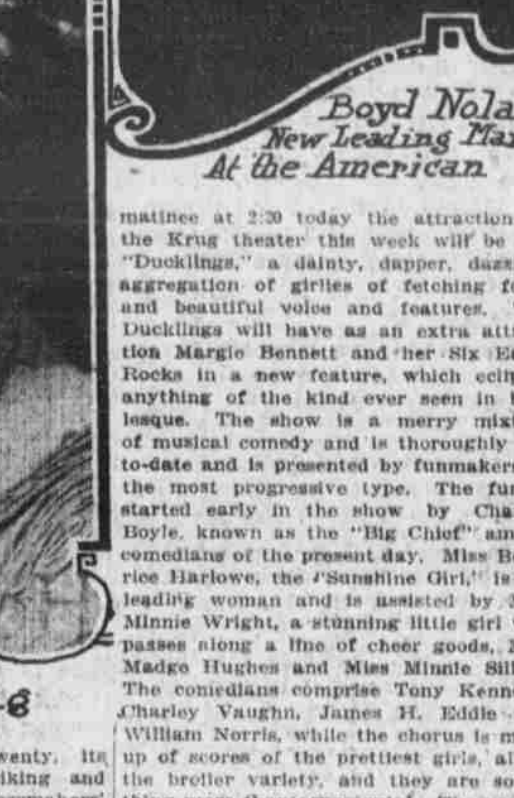 Boyd Nola
New Leading Man
At the American
matinee at 2:20 today the attraction
the Krug theater this week will be
"Ducklings," a dainty, dapper, dazz
aggregation of girlies of fetching f
and beautiful voice and features.
Ducklings will have as an extra att
tion Margie Bennett and her Six E
Rocks in a new feature, which ecli
anything of the kind ever seen in
lesque. The show is a merry mix
of musical comedy and is thoroughly
to-date and is presented by funmakers
the most progressive type. The fun
started early in the show by Cha
Boyle, known as the "Big Chief" am
comedians of the present day. Miss Be
rice Harlowe, the "Sunshine Girl," is
leading woman and is assisted by
Minnie Wright, a stunning little girl
passes along a line of cheer goods,
Madge Hughes and Miss Minnie Sill
The comedians comprise Tony Kenne
Charley Vaughn, James H. Eddie
William Norris, while the chorus is m
up of scores of the prettiest girls, al
the broiler variety, and they are so
wenty, its
iking and